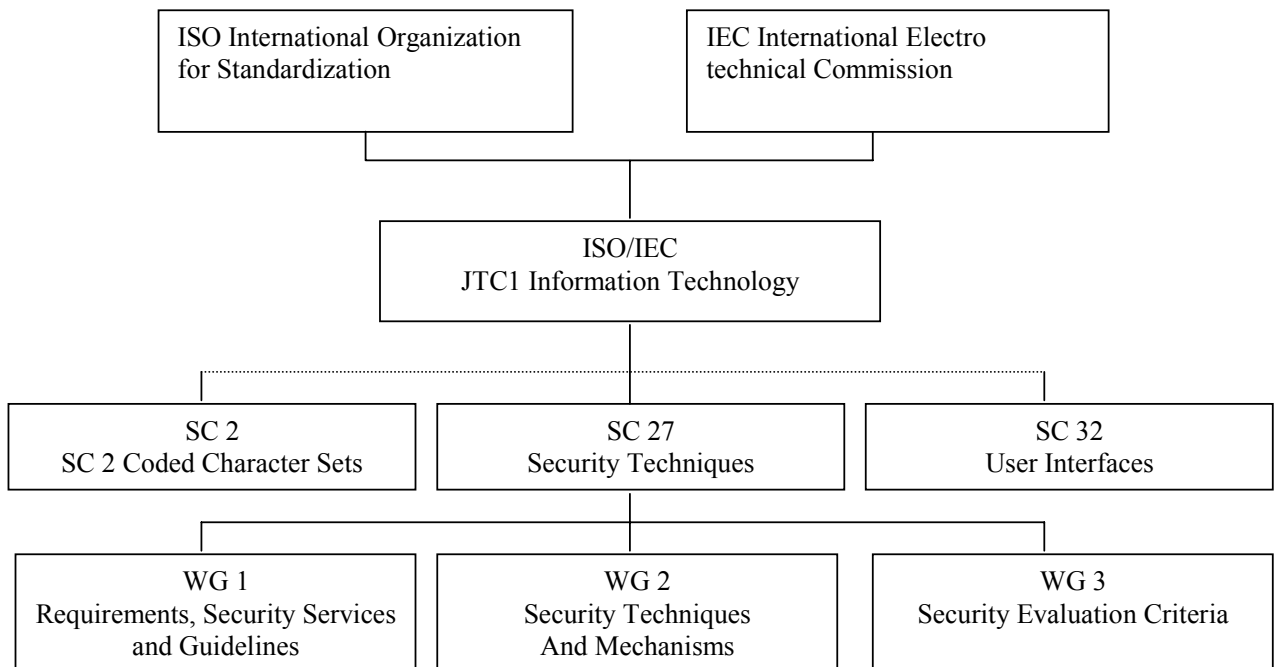 ISO International Organization
for Standardization
IEC International Electro
technical Commission
ISO/IEC
JTC1 Information Technology
SC 2
SC 2 Coded Character Sets
SC 27
Security Techniques
SC 32
User Interfaces
WG 1
Requirements, Security Services
and Guidelines
WG 2
Security Techniques
And Mechanisms
WG 3
Security Evaluation Criteria